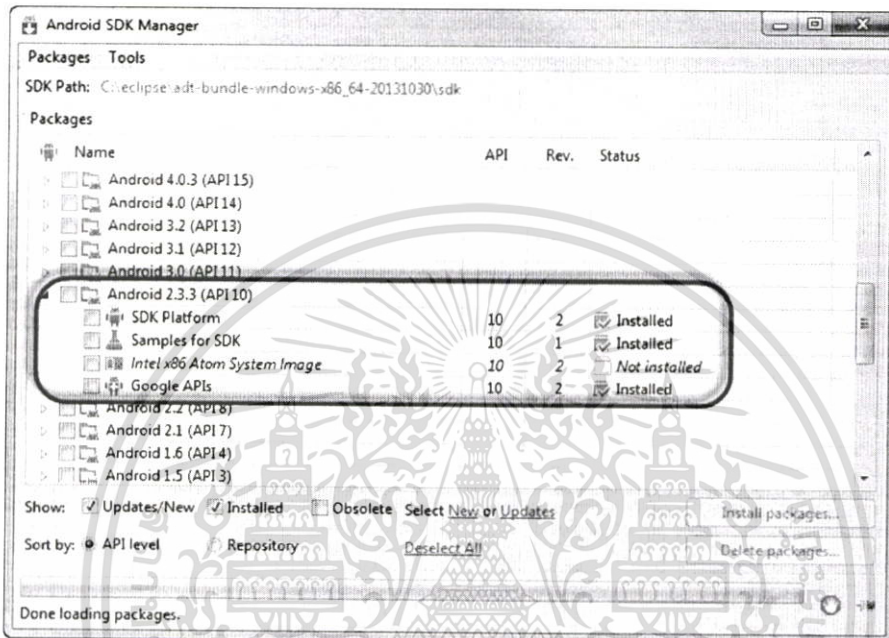 Android SDK Manager
Packages Tools
SDK Path: C:\eclipse\adt-bundle-windows-x86_64-20131030\sdk
Packages
Name API Rev. Status
Android 4.0.3 (API 15)
Android 4.0 (API 14)
Android 3.2 (API 13)
Android 3.1 (API 12)
Android 3.0 (API 11)
Android 2.3.3 (API 10)
SDK Platform 10 2 Installed
Samples for SDK 10 1 Installed
Intel x86 Atom System Image 10 2 Not installed
Google APIs 10 2 Installed
Android 2.2 (API 8)
Android 2.1 (API 7)
Android 1.6 (API 4)
Android 1.5 (API 3)
Show: Updates/New Installed Obsolete Select New or Updates Install packages...
Sort by: API level Repository Deselect All Delete packages...
Done loading packages.